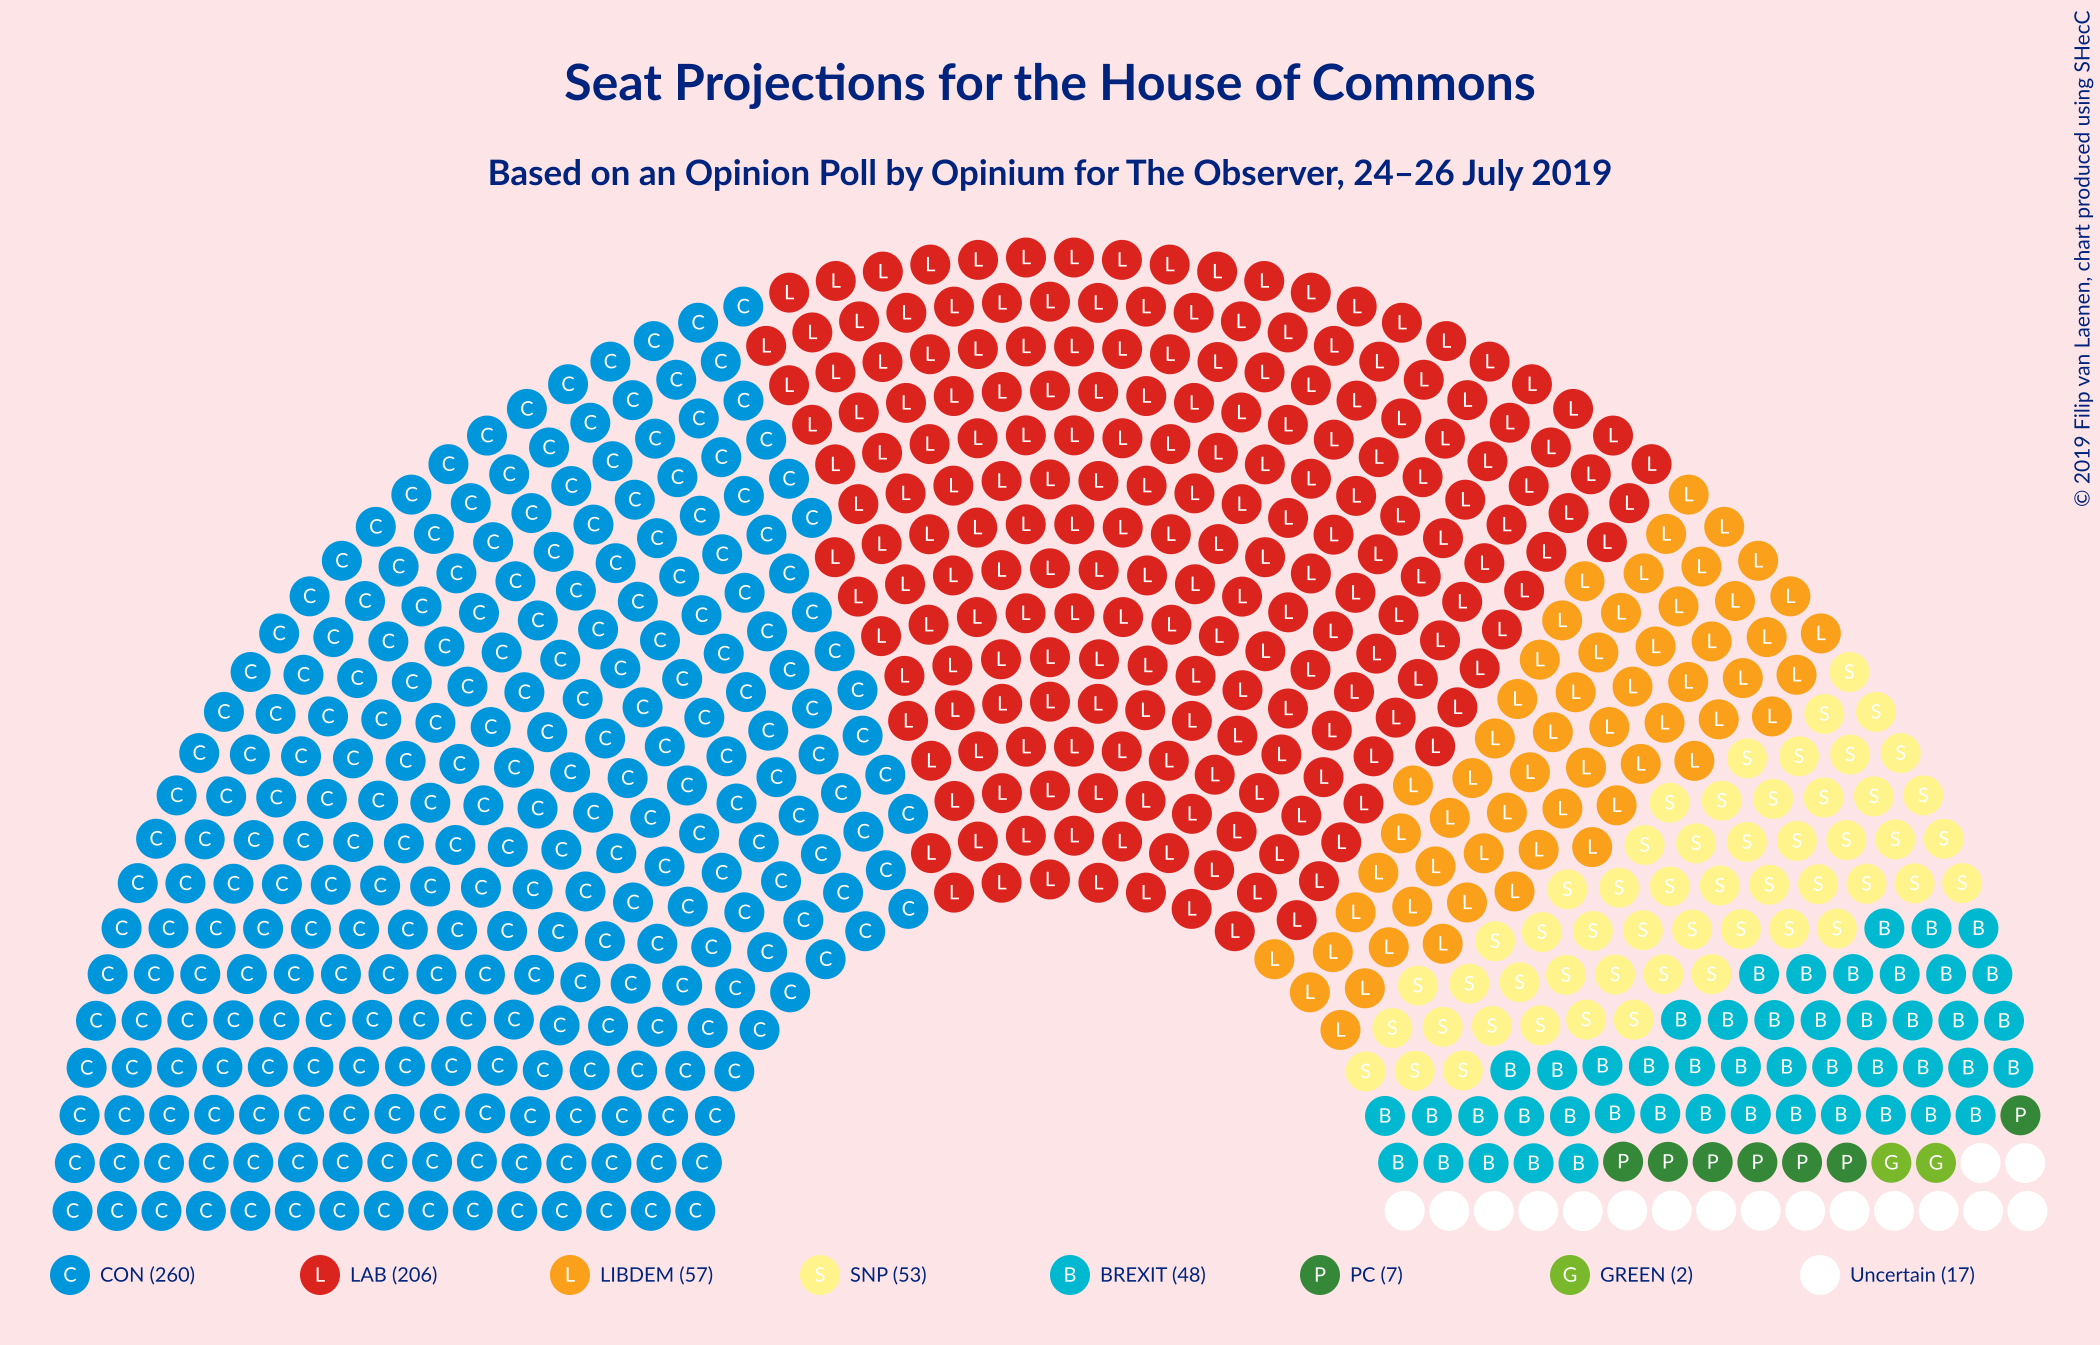 Seat Projections for the House of Commons
Based on an Opinion Poll by Opinium for The Observer, 24–26 July 2019
© 2019 Filip van Laenen, chart produced using SHecC
C CON (260) L LAB (206) L LIBDEM (57) S SNP (53) B BREXIT (48) P PC (7) G GREEN (2) Uncertain (17)